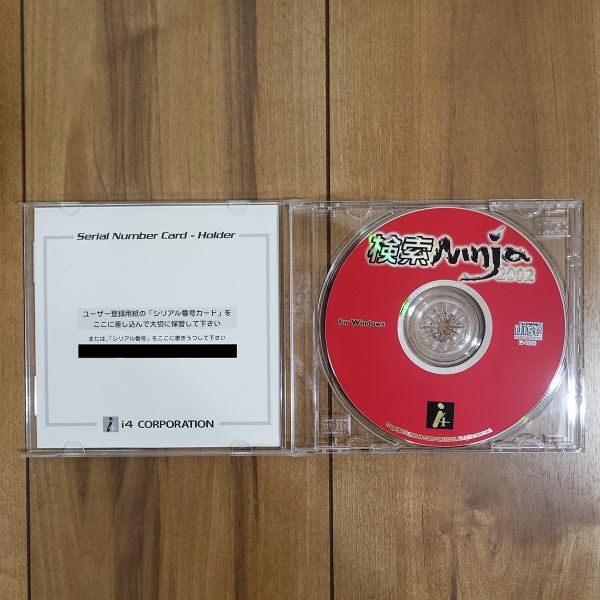 Serial Number Card - Holder
ユーザー登録用紙の「シリアル番号カード」を
ここに差し込んで大切に保管して下さい
または、「シリアル番号」をここに書きうつして下さい
i4 CORPORATION
検索Ninja
2002
for Windows
COMPACT
disc
i4